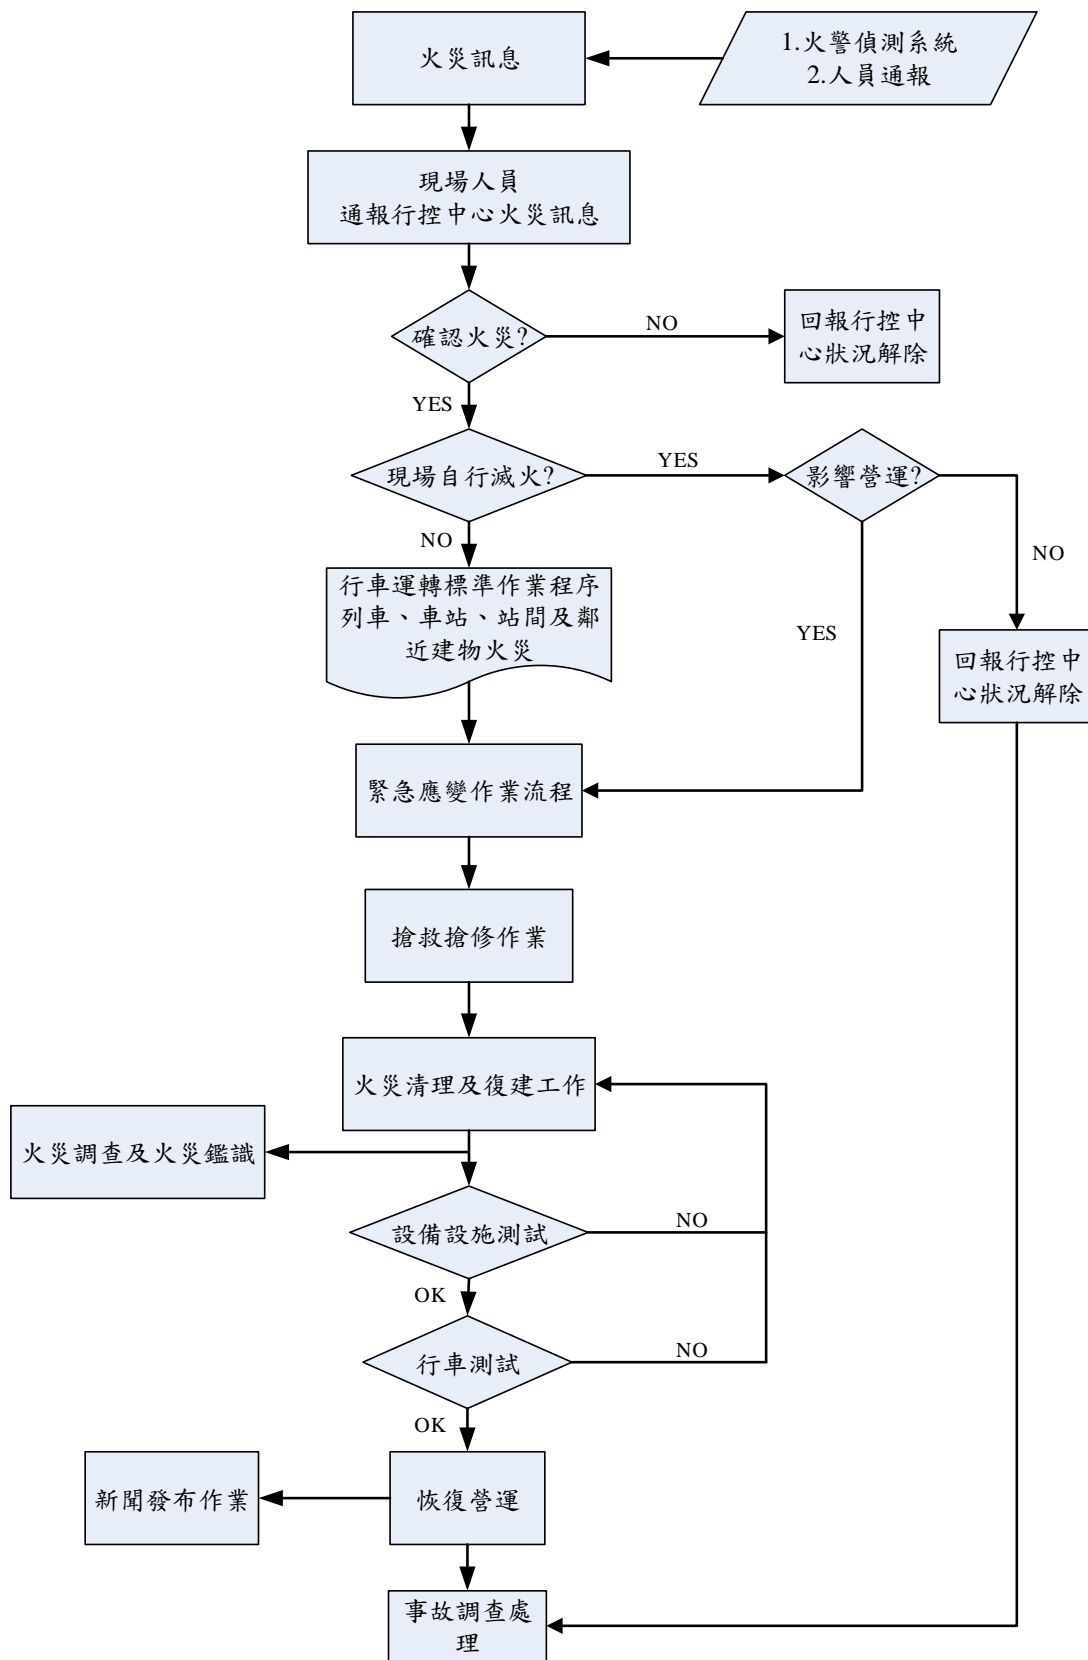 火災訊息
1.火警偵測系統
2.人員通報
現場人員
通報行控中心火災訊息
確認火災?
NO
回報行控中
心狀況解除
YES
現場自行滅火?
YES
影響營運?
NO
NO
行車運轉標準作業程序
列車、車站、站間及鄰
近建物火災
YES
回報行控中
心狀況解除
緊急應變作業流程
搶救搶修作業
火災清理及復建工作
火災調查及火災鑑識
設備設施測試
NO
OK
行車測試
NO
OK
新聞發布作業
恢復營運
事故調查處
理